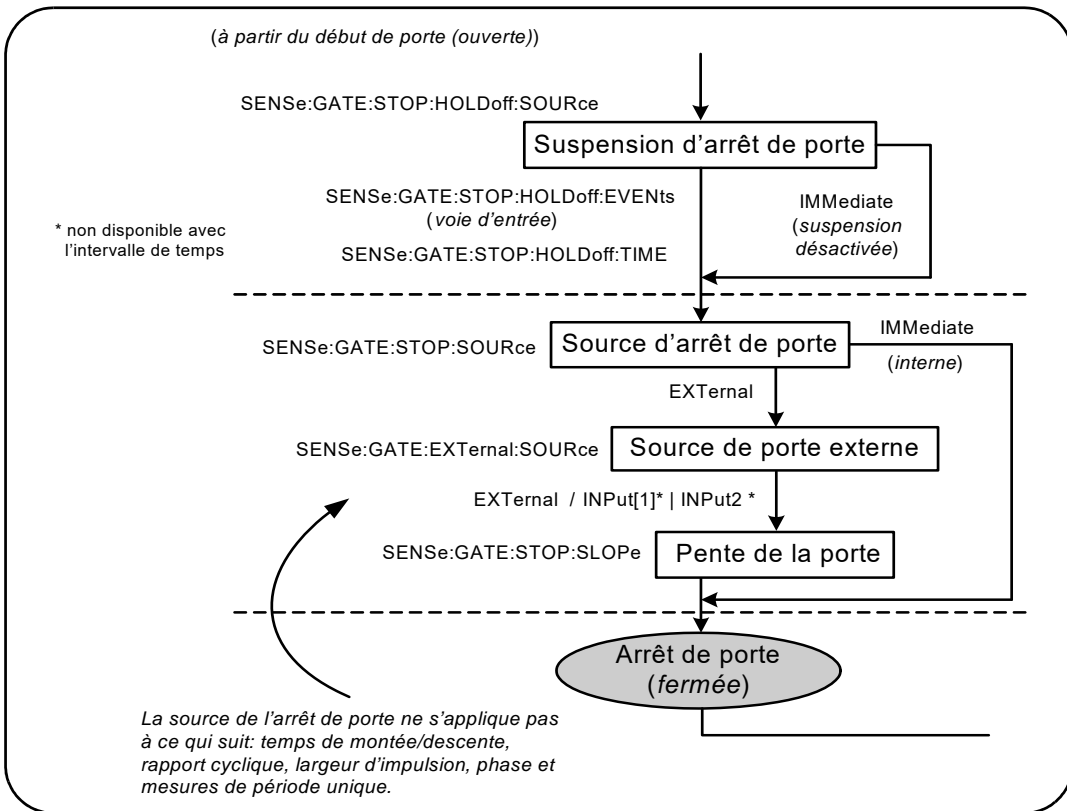 (à partir du début de porte (ouverte))
SENSe:GATE:STOP:HOLDoff:SOURce
Suspension d'arrêt de porte
SENSe:GATE:STOP:HOLDoff:EVENts
(voie d'entrée)
IMMediate
(suspension
désactivée)
* non disponible avec
l'intervalle de temps
SENSe:GATE:STOP:HOLDoff:TIME
SENSe:GATE:STOP:SOURce
Source d'arrêt de porte
IMMediate
(interne)
EXTernal
SENSe:GATE:EXTernal:SOURce
Source de porte externe
EXTernal / INPut[1]* | INPut2 *
SENSe:GATE:STOP:SLOPe
Pente de la porte
Arrêt de porte
(fermée)
La source de l'arrêt de porte ne s'applique pas
à ce qui suit: temps de montée/descente,
rapport cyclique, largeur d'impulsion, phase et
mesures de période unique.